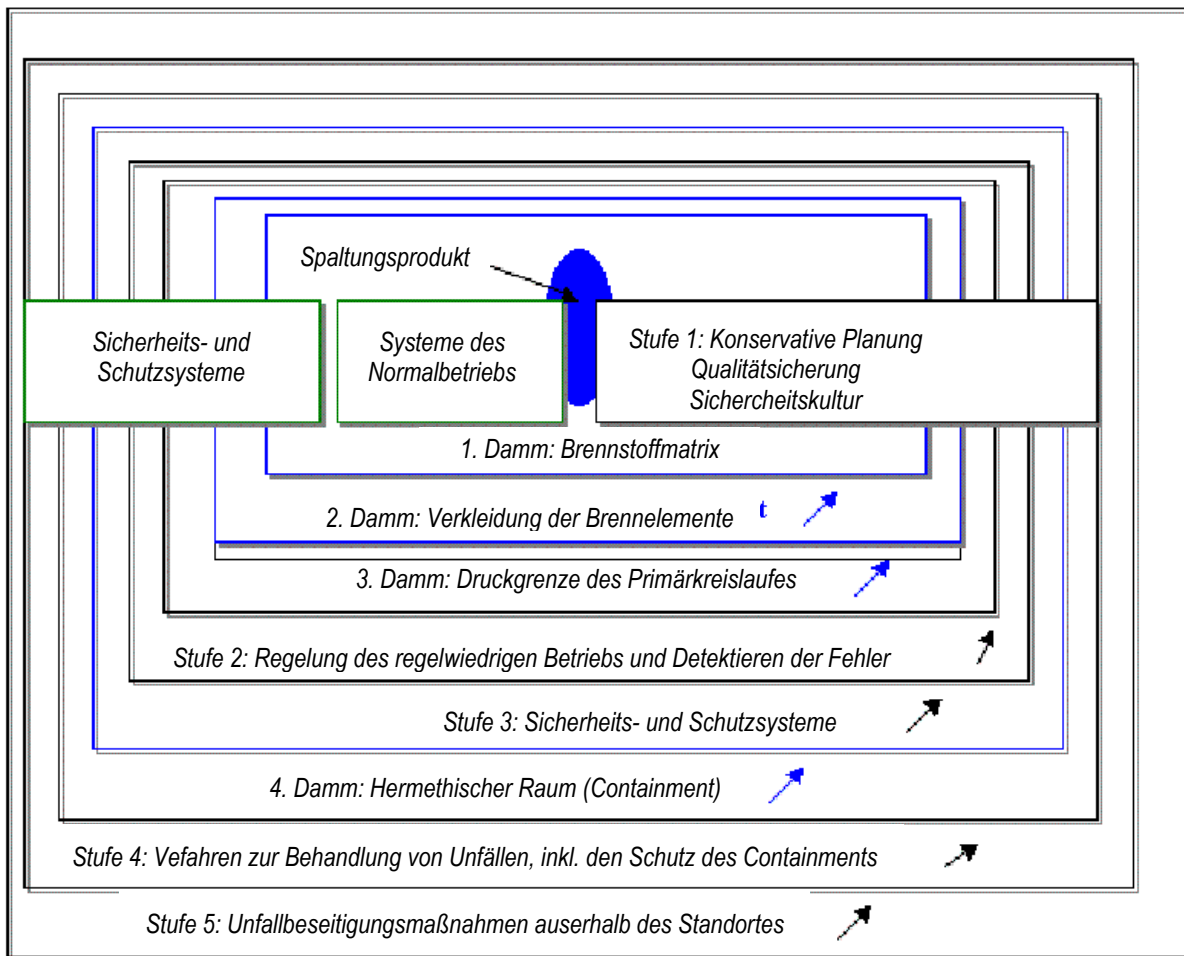 Spaltungsprodukt
Sicherheits- und
Schutzsysteme
Systeme des
Normalbetriebs
Stufe 1: Konservative Planung
Qualitätsicherung
Sichercheitskultur
1. Damm: Brennstoffmatrix
2. Damm: Verkleidung der Brennelemente t
3. Damm: Druckgrenze des Primärkreislaufes
Stufe 2: Regelung des regelwiedrigen Betriebs und Detektieren der Fehler
Stufe 3: Sicherheits- und Schutzsysteme
4. Damm: Hermethischer Raum (Containment)
Stufe 4: Vefahren zur Behandlung von Unfällen, inkl. den Schutz des Containments
Stufe 5: Unfallbeseitigungsmaßnahmen auserhalb des Standortes